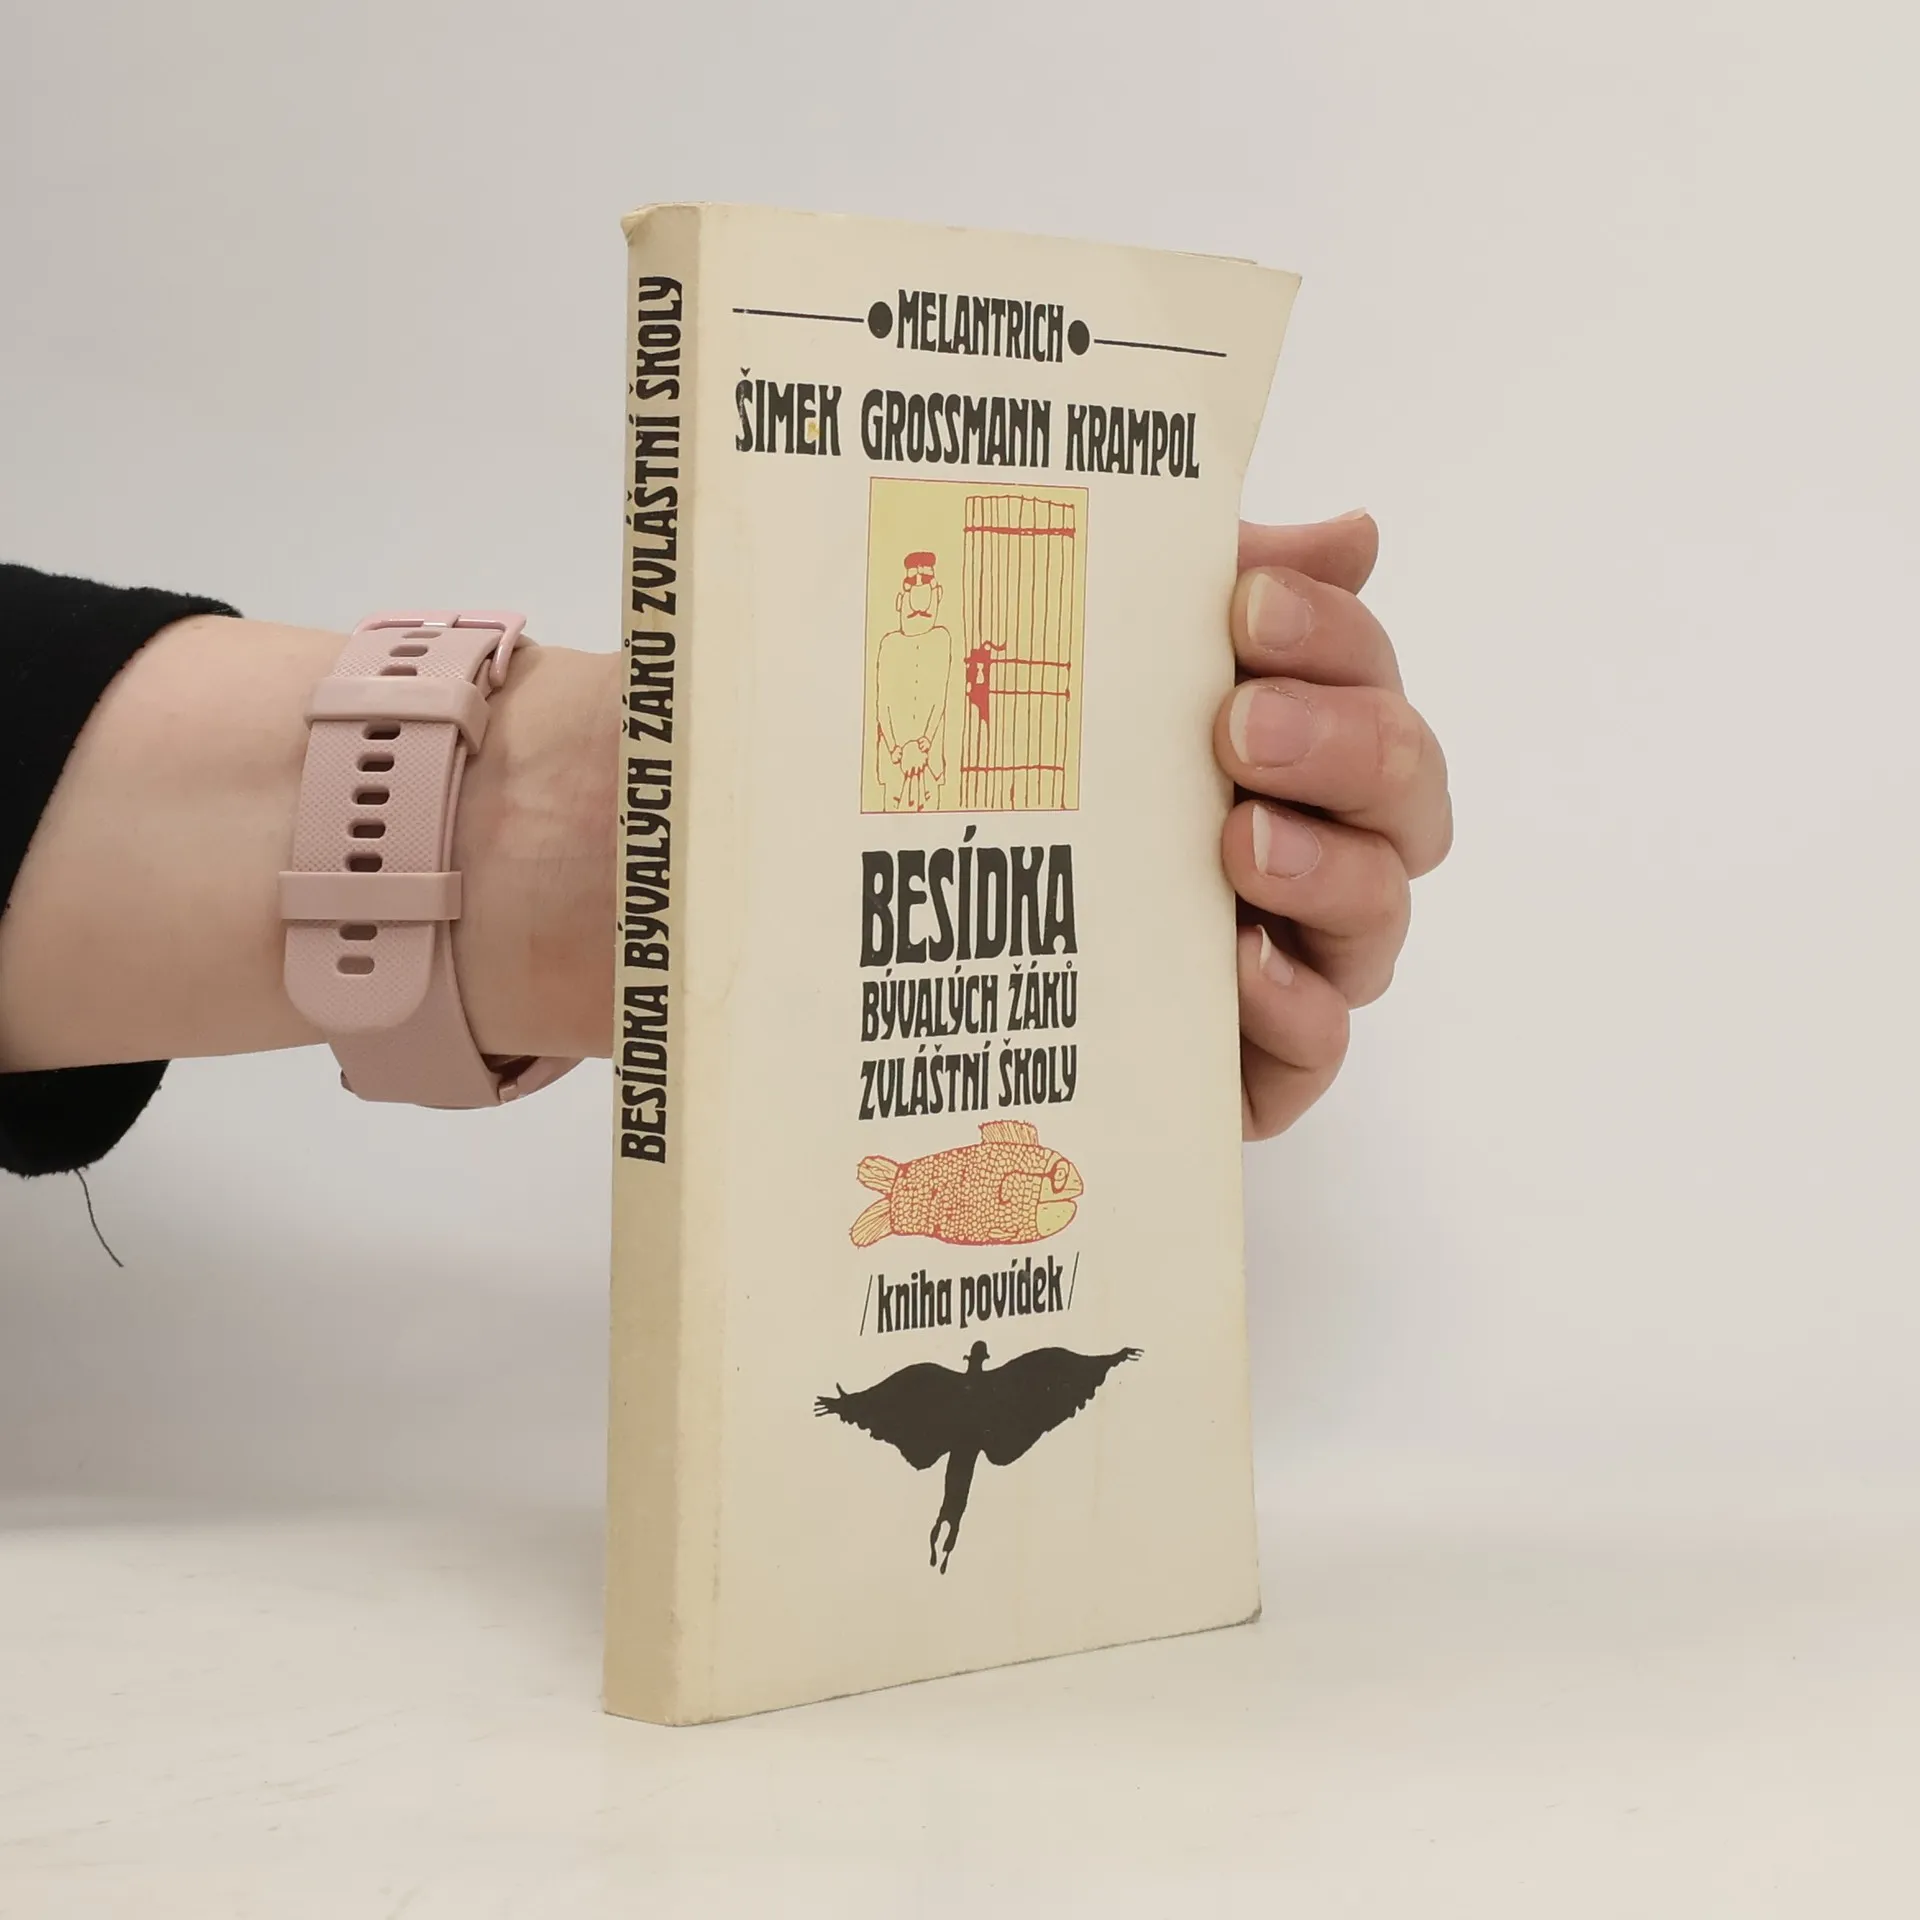 BESÍDKA BÝVALÝCH ŽÁKŮ ZVLÁŠTNÍ ŠKOLY
MELANTRICH
ŠIMEK GROSSMANN KRAMPOL
BESÍDKA
BÝVALÝCH ŽÁKŮ
ZVLÁŠTNÍ ŠKOLY
/kniha povídek/